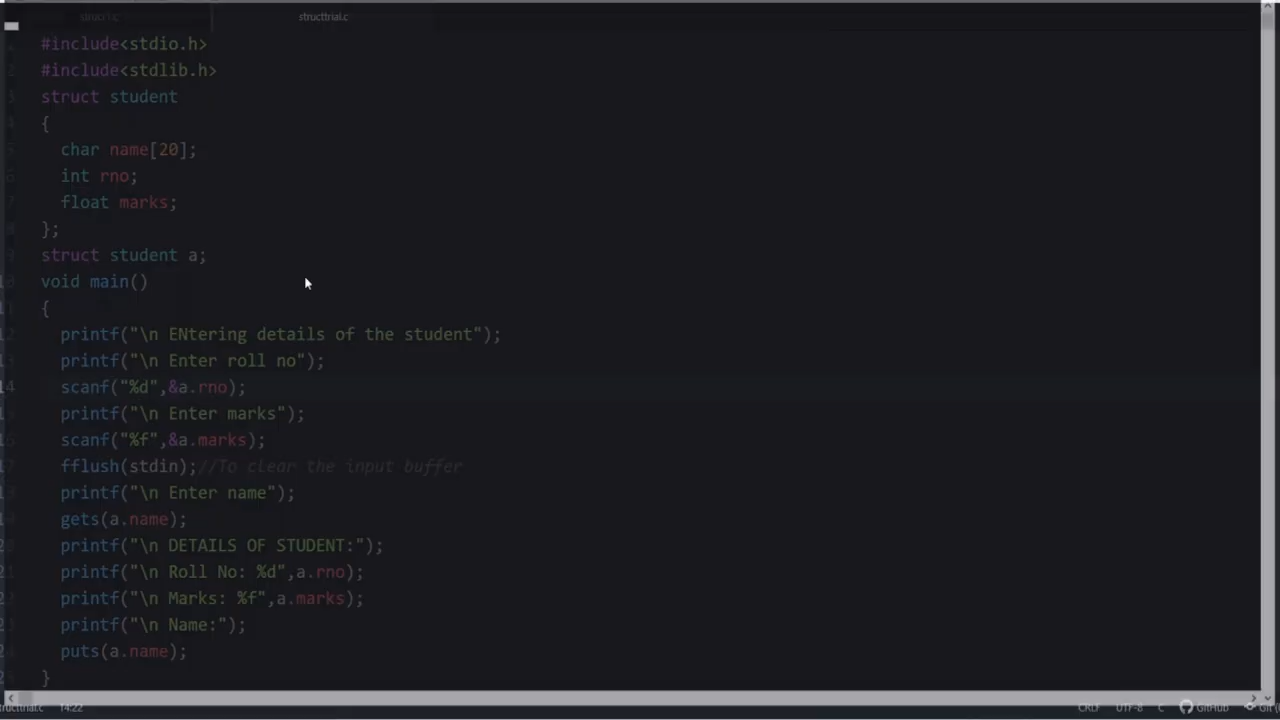 structtrial.c
#include<stdio.h>
#include<stdlib.h>
struct student
{
char name[20];
int rno;
float marks;
};
struct student a;
void main()
{
printf("\n ENtering details of the student");
printf("\n Enter roll no");
14 scanf("%d",&a.rno);
printf("\n Enter marks");
scanf("%f",&a.marks);
fflush(stdin);//To clear the input buffer
printf("\n Enter name");
gets(a.name);
printf("\n DETAILS OF STUDENT:");
printf("\n Roll No: %d",a.rno);
printf("\n Marks: %f",a.marks);
printf("\n Name:");
puts(a.name);
}
14:22 CRLF UTF-8 C GitHub